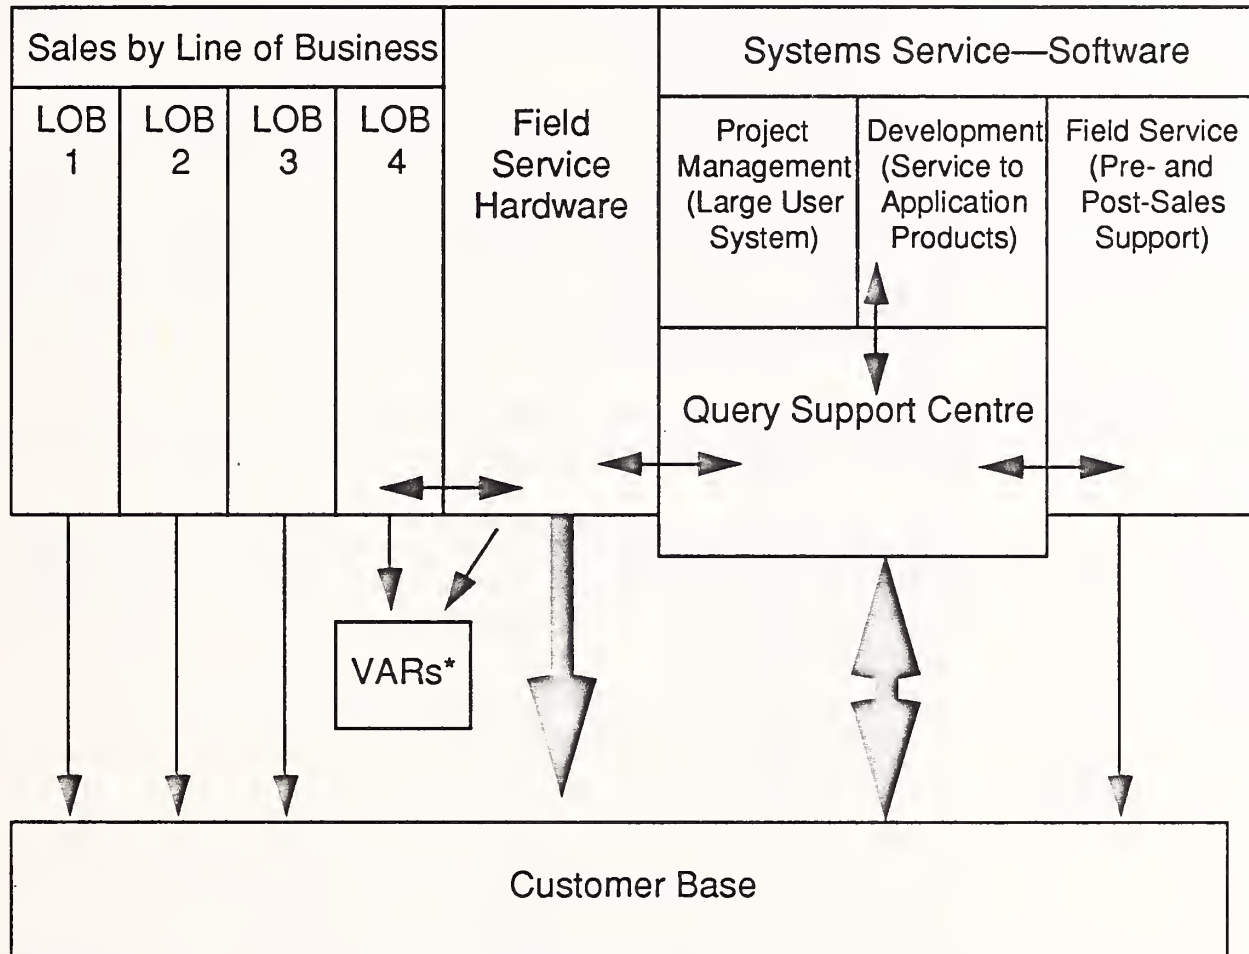 Sales by Line of Business
LOB
1
LOB
2
LOB
3
LOB
4
Field
Service
Hardware
Systems Service—Software
Project
Management
(Large User
System)
Development
(Service to
Application
Products)
Field Service
(Pre- and
Post-Sales
Support)
Query Support Centre
VARs*
Customer Base